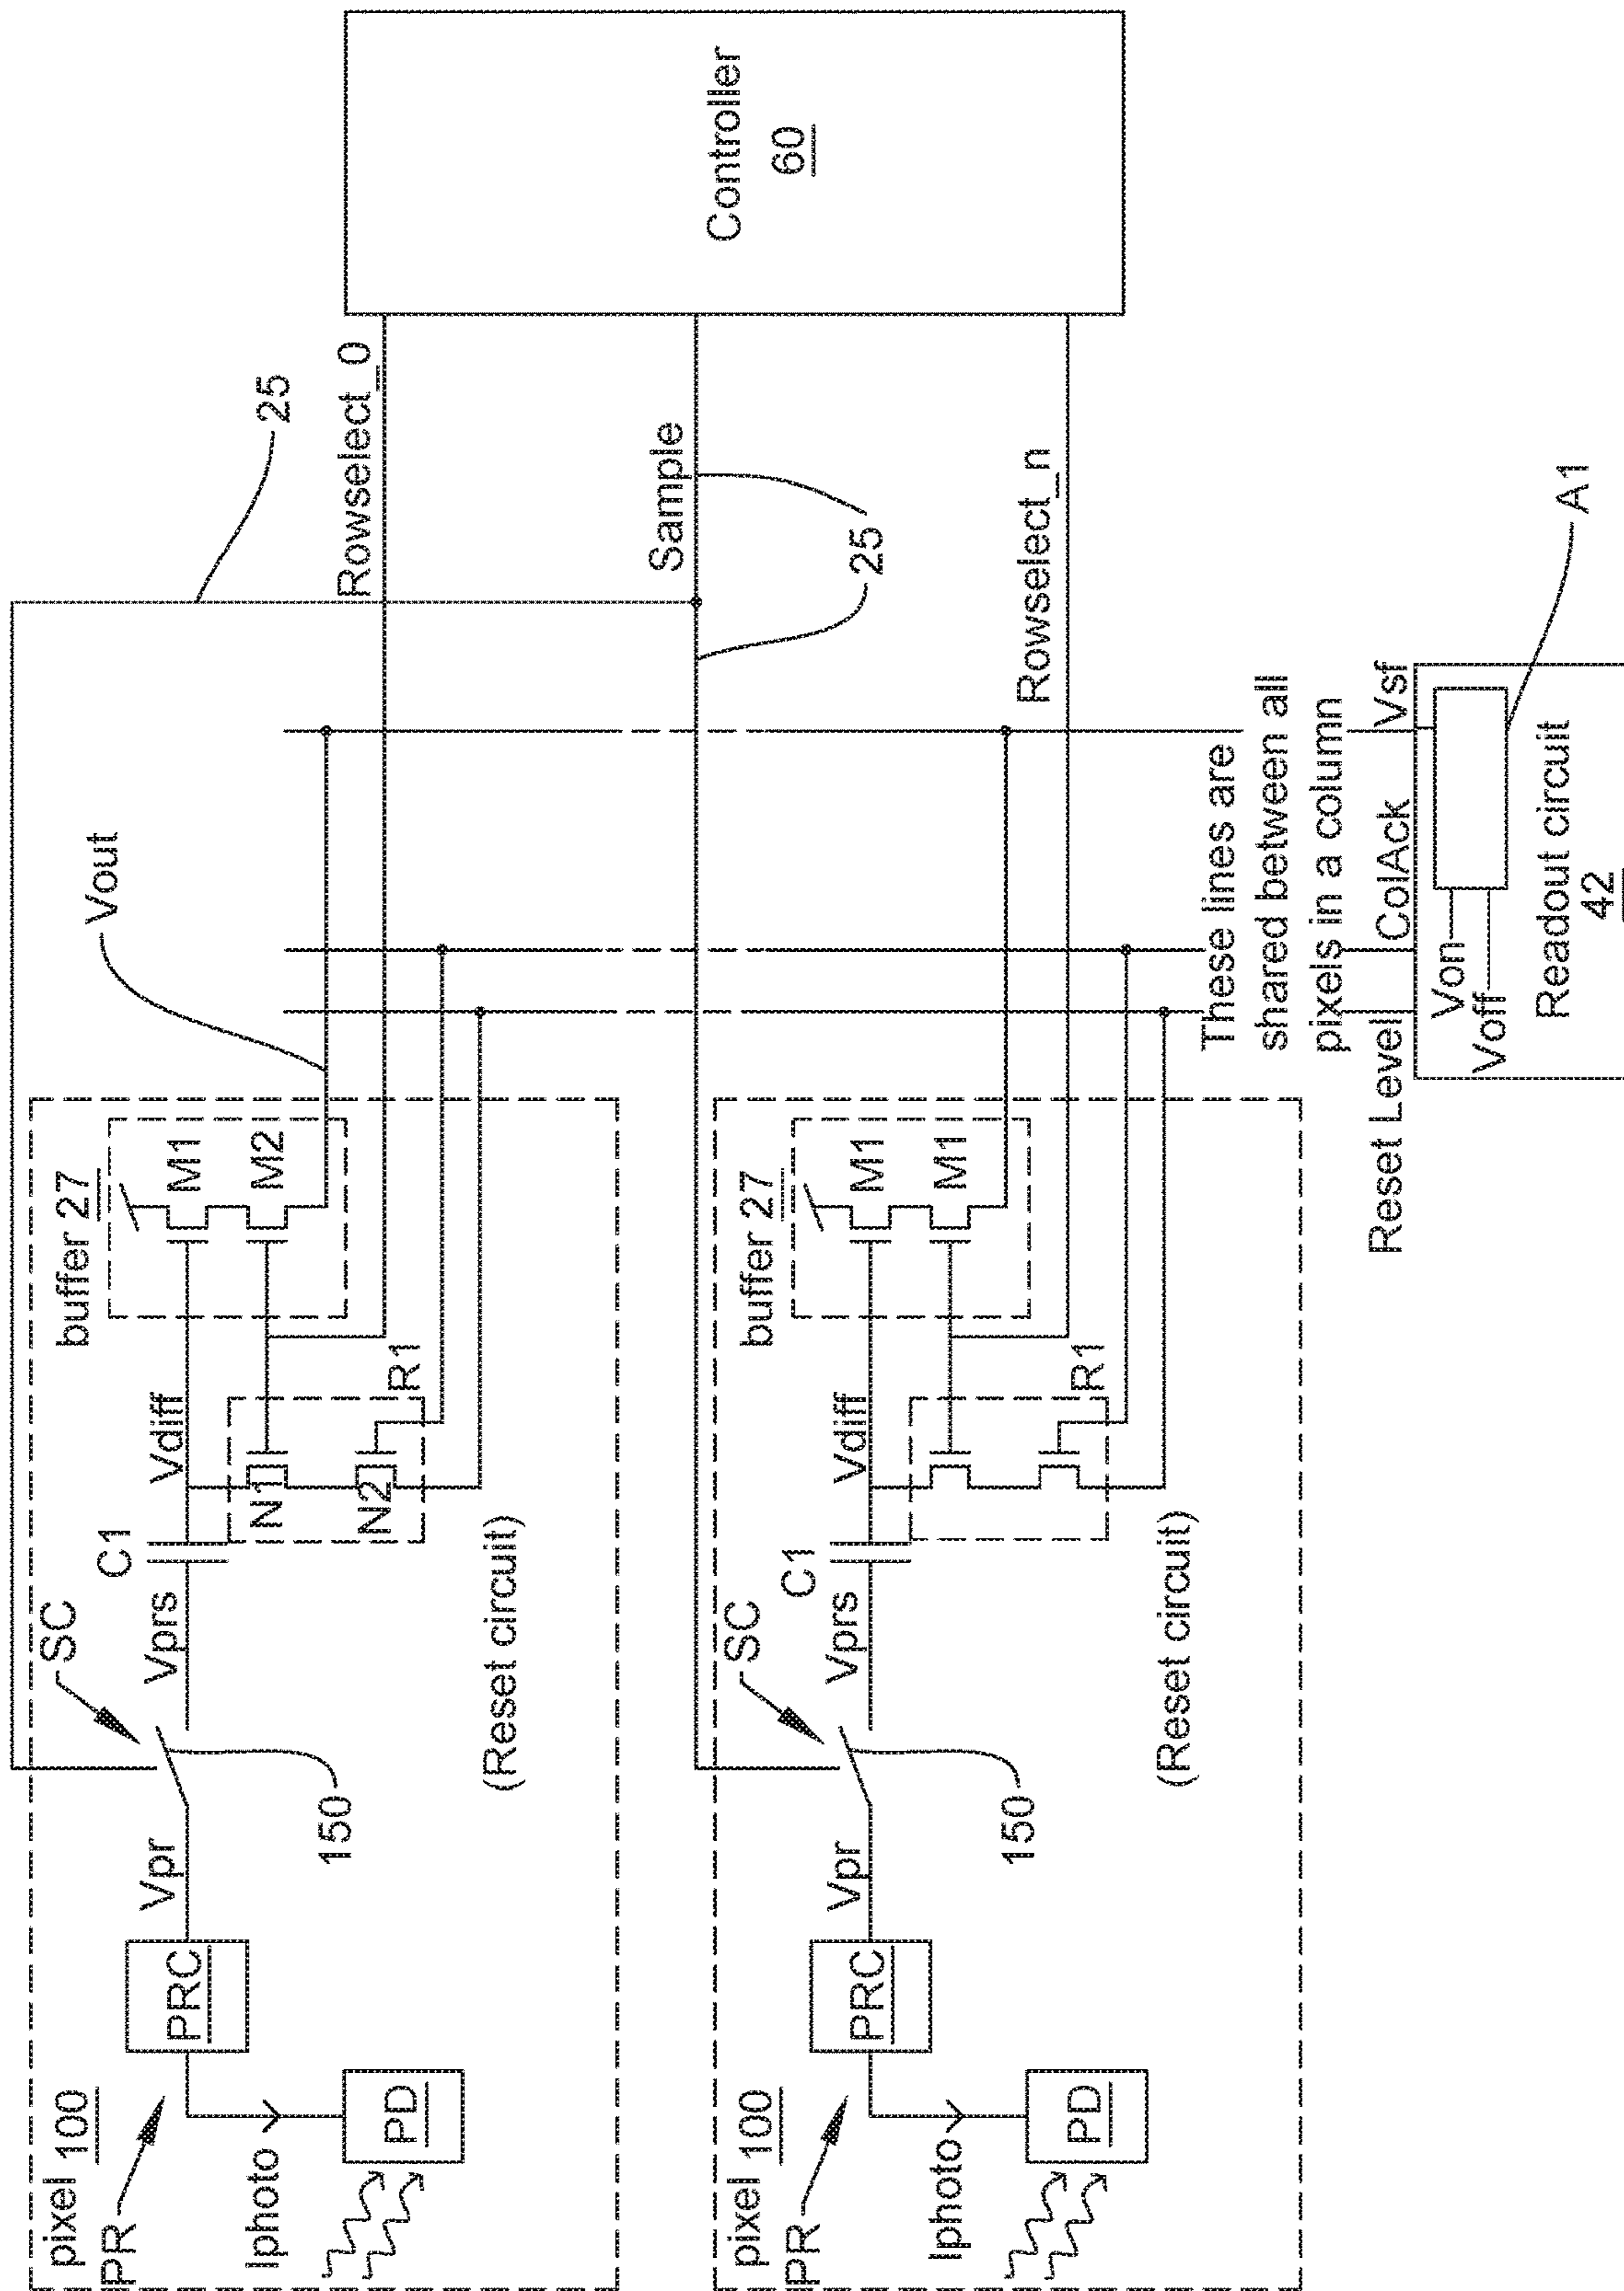 pixel 100
PR
Iphoto
PD
PRC
Vpr
150
SC
Vprs
C1
Vdiff
N1
N2
R1
(Reset circuit)
buffer 27
M1
M2
Vout
25
Rowselect_0
Sample
25
Rowselect_n
Controller
60
pixel 100
PR
Iphoto
PD
PRC
Vpr
150
SC
Vprs
C1
Vdiff
R1
(Reset circuit)
buffer 27
M1
M1
These lines are
shared between all
pixels in a column
Reset Level
ColAck
Vsf
Von
Voff
Readout circuit
42
A1